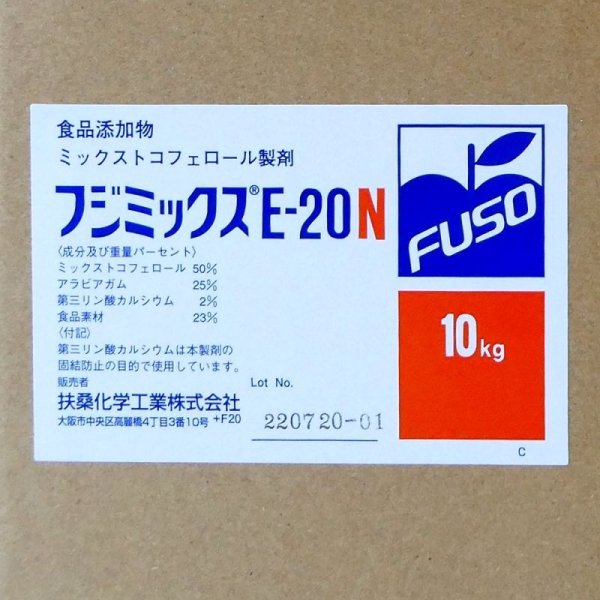 食品添加物
ミックストコフェロール製剤
フジミックス®E-20N
〈成分及び重量パーセント〉
ミックストコフェロール 50%
アラビアガム 25%
第三リン酸カルシウム 2%
食品素材 23%
〈付記〉
第三リン酸カルシウムは本製剤の
固結防止の目的で使用しています。
販売者
扶桑化学工業株式会社
大阪市中央区高麗橋4丁目3番10号 +F20
Lot No.
220720-01
FUSO
10kg
C